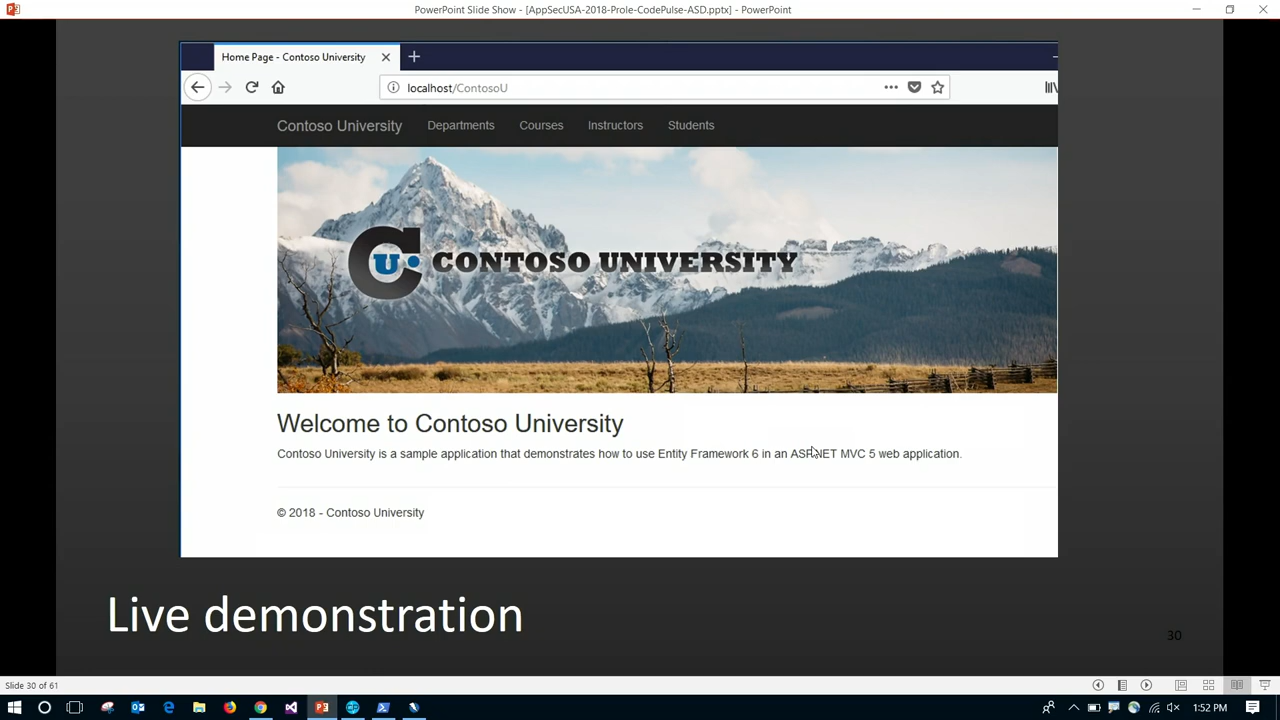 PowerPoint Slide Show - [AppSecUSA-2018-Prole-CodePulse-ASD.pptx] - PowerPoint
Home Page - Contoso University
localhost/ContosoU
Contoso University Departments Courses Instructors Students
CU CONTOSO UNIVERSITY
Welcome to Contoso University
Contoso University is a sample application that demonstrates how to use Entity Framework 6 in an ASP.NET MVC 5 web application.
© 2018 - Contoso University
Live demonstration
30
Slide 30 of 61
1:52 PM